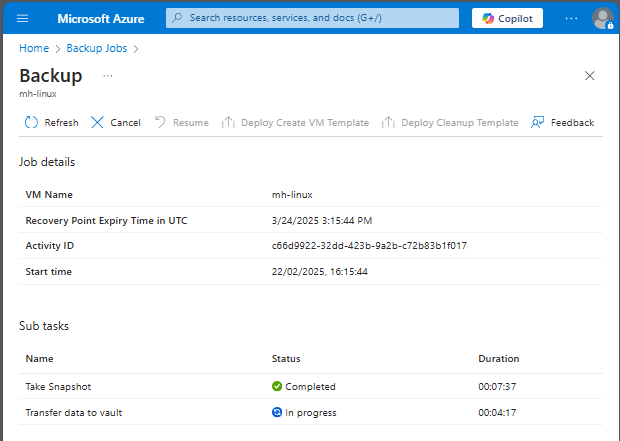 Microsoft Azure
Search resources, services, and docs (G+/)
Copilot
...
Home > Backup Jobs >
Backup ...
mh-linux
Refresh Cancel Resume Deploy Create VM Template Deploy Cleanup Template Feedback
Job details
VM Name mh-linux
Recovery Point Expiry Time in UTC 3/24/2025 3:15:44 PM
Activity ID c66d9922-32dd-423b-9a2b-c72b83b1f017
Start time 22/02/2025, 16:15:44
Sub tasks
Name Status Duration
Take Snapshot Completed 00:07:37
Transfer data to vault In progress 00:04:17